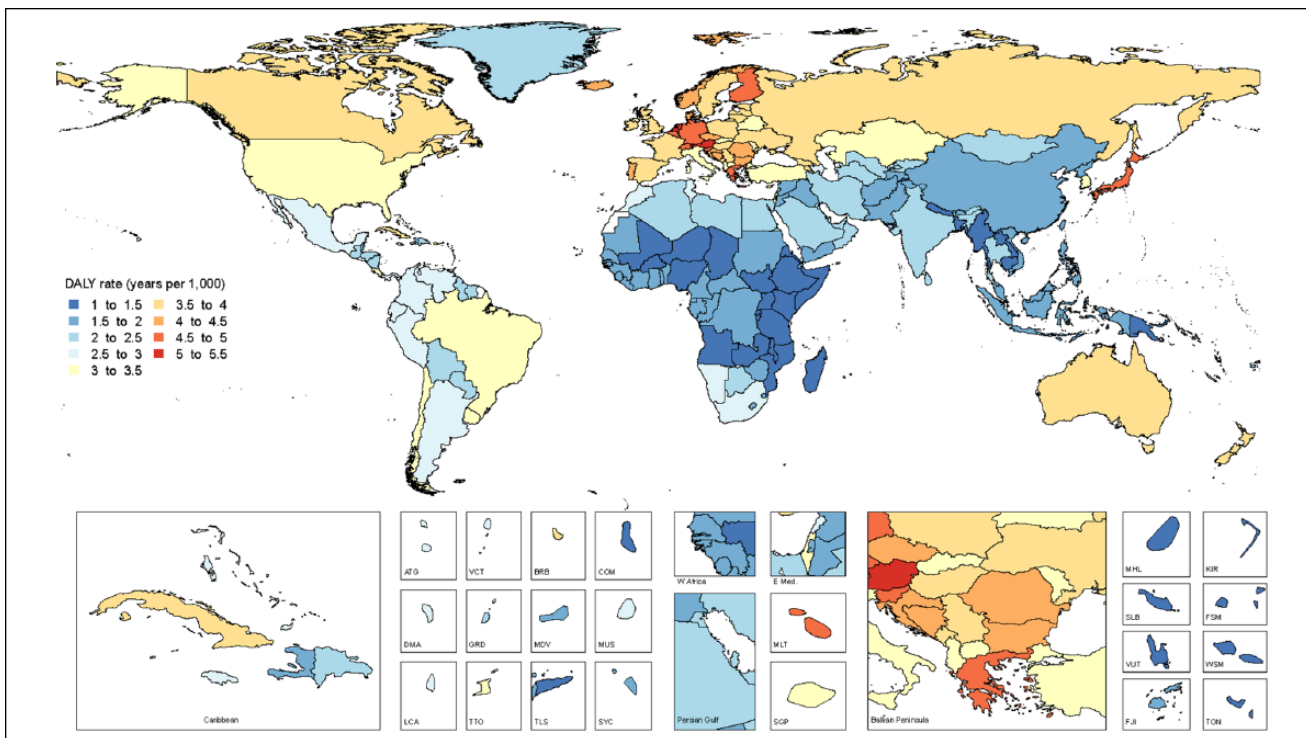 DALY rate (years per 1,000)
1 to 1.5
1.5 to 2
2 to 2.5
2.5 to 3
3 to 3.5
3.5 to 4
4 to 4.5
4.5 to 5
5 to 5.5
Caribbean
ATG
VCT
BRB
COM
DMA
GRD
MDV
MUS
LCA
TTO
TLS
SYC
W Africa
E Med.
Persian Gulf
MLT
SGP
Balkan Peninsula
MHL
KIR
SLB
FSM
VUT
WSM
FJI
TON